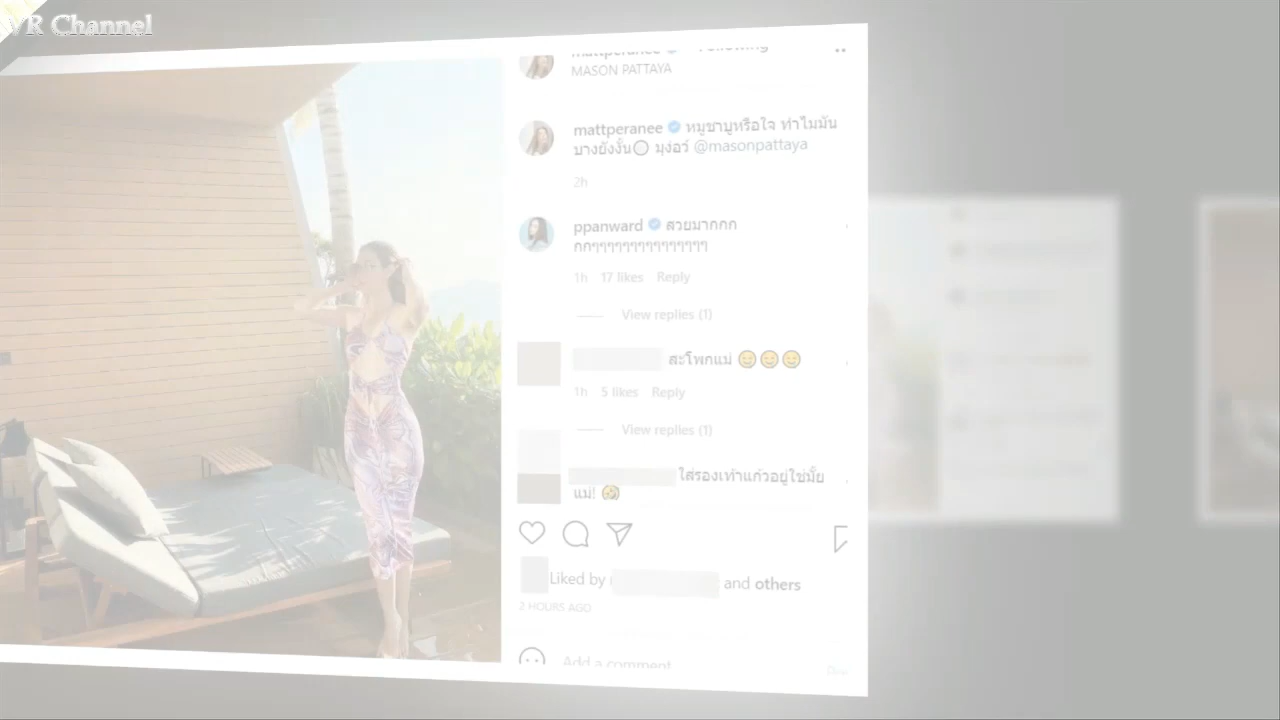 VR Channel
mattperanee Following
MASON PATTAYA
mattperanee หมูชาบูหรือใจ ทำไมมัน
บางยังงั้น มุง่อว์ @masonpattaya
2h
ppanward สวยมากกก
กกๆๆๆๆๆๆๆๆๆๆๆๆๆๆๆ
1h 17 likes Reply
View replies (1)
สะโพกแม่
1h 5 likes Reply
View replies (1)
ใส่รองเท้าแก้วอยู่ใช่มั้ย
แม่!
Liked by and others
2 HOURS AGO
Add a comment